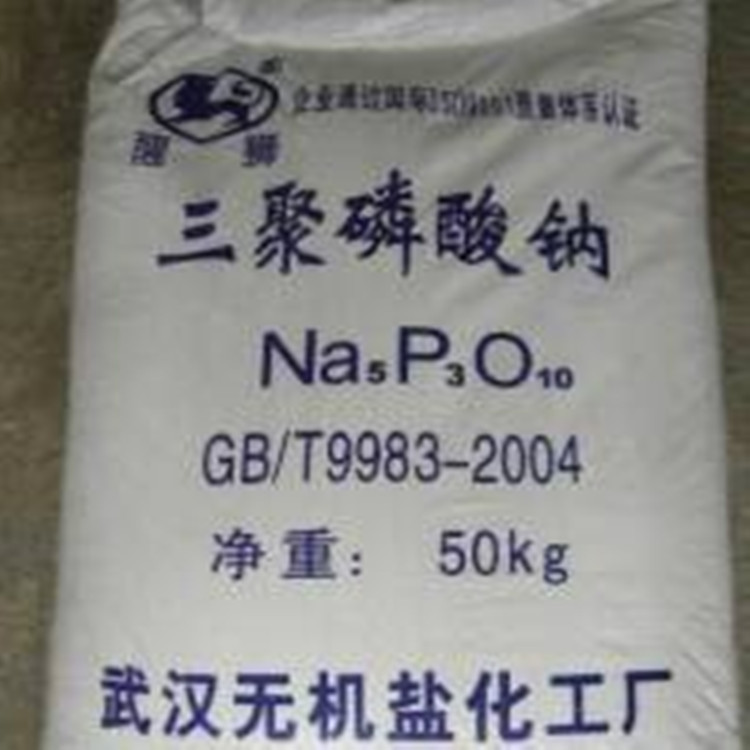 企业通过国际ISO9001质量体系认证
醒狮
三聚磷酸钠
Na₅P₃O₁₀
GB/T9983-2004
净重： 50kg
武汉无机盐化工厂